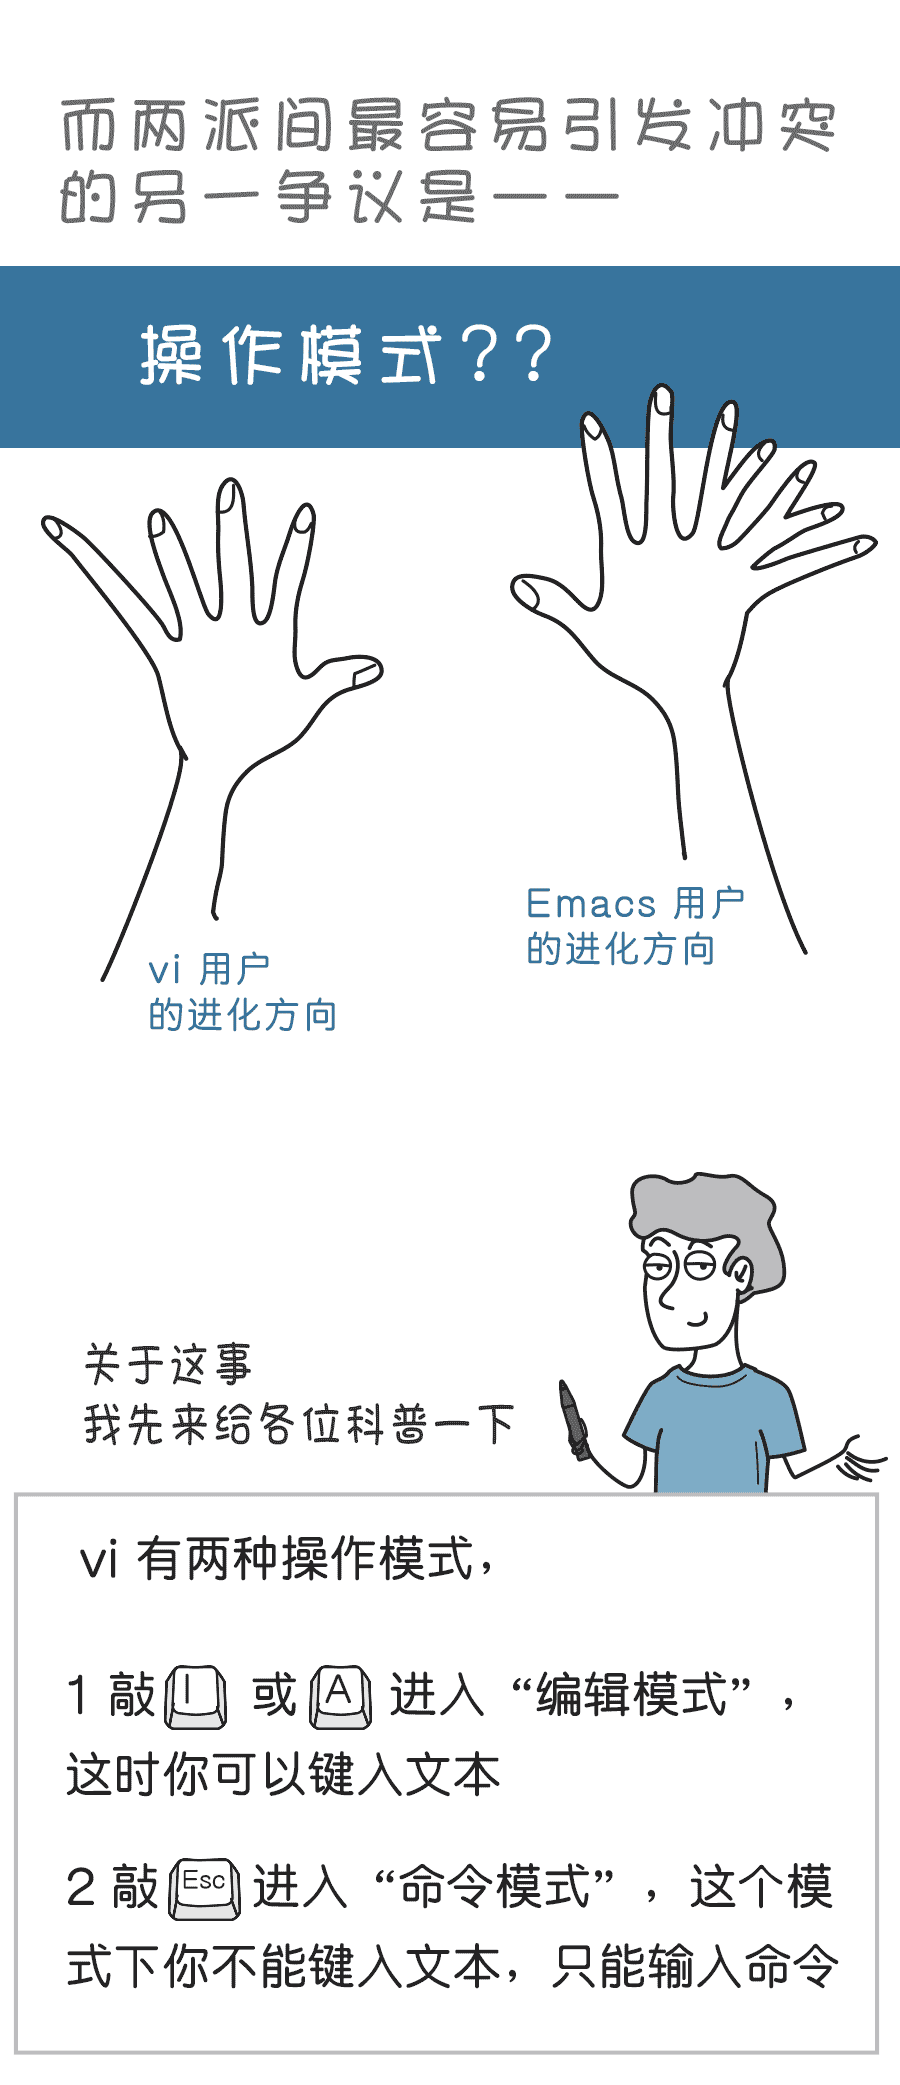 而两派间最容易引发冲突
的另一争议是——
操作模式??
Emacs 用户
的进化方向
vi 用户
的进化方向
关于这事
我先来给各位科普一下
vi 有两种操作模式，
1 敲 I 或 A 进入“编辑模式”，
这时你可以键入文本
2 敲 Esc 进入“命令模式”，这个模
式下你不能键入文本，只能输入命令